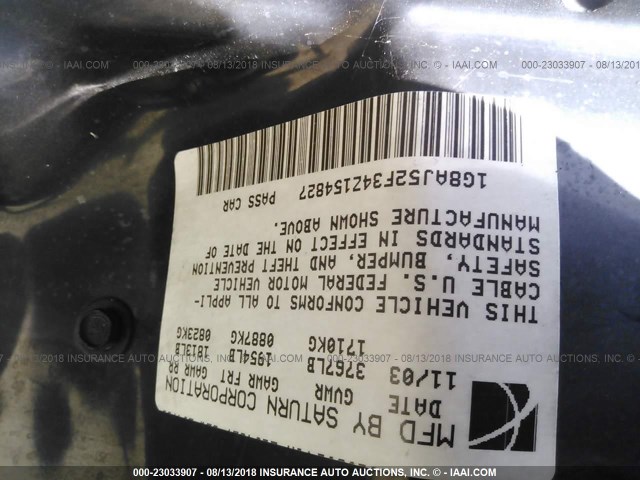 000-23033907 - 08/13/2018 INSURANCE AUTO AUCTIONS, INC. - IAAI.COM
MFD BY SATURN CORPORATION
DATE GVWR GAWR FRT GAWR RR
11/03 3767LB 1954LB 1813LB
1710KG 0887KG 0823KG
THIS VEHICLE CONFORMS TO ALL APPLI-
CABLE U.S. FEDERAL MOTOR VEHICLE
SAFETY, BUMPER, AND THEFT PREVENTION
STANDARDS IN EFFECT ON THE DATE OF
MANUFACTURE SHOWN ABOVE.
1G8AJ52F34Z154827 PASS CAR
000-23033907 - 08/13/2018 INSURANCE AUTO AUCTIONS, INC. - IAAI.COM